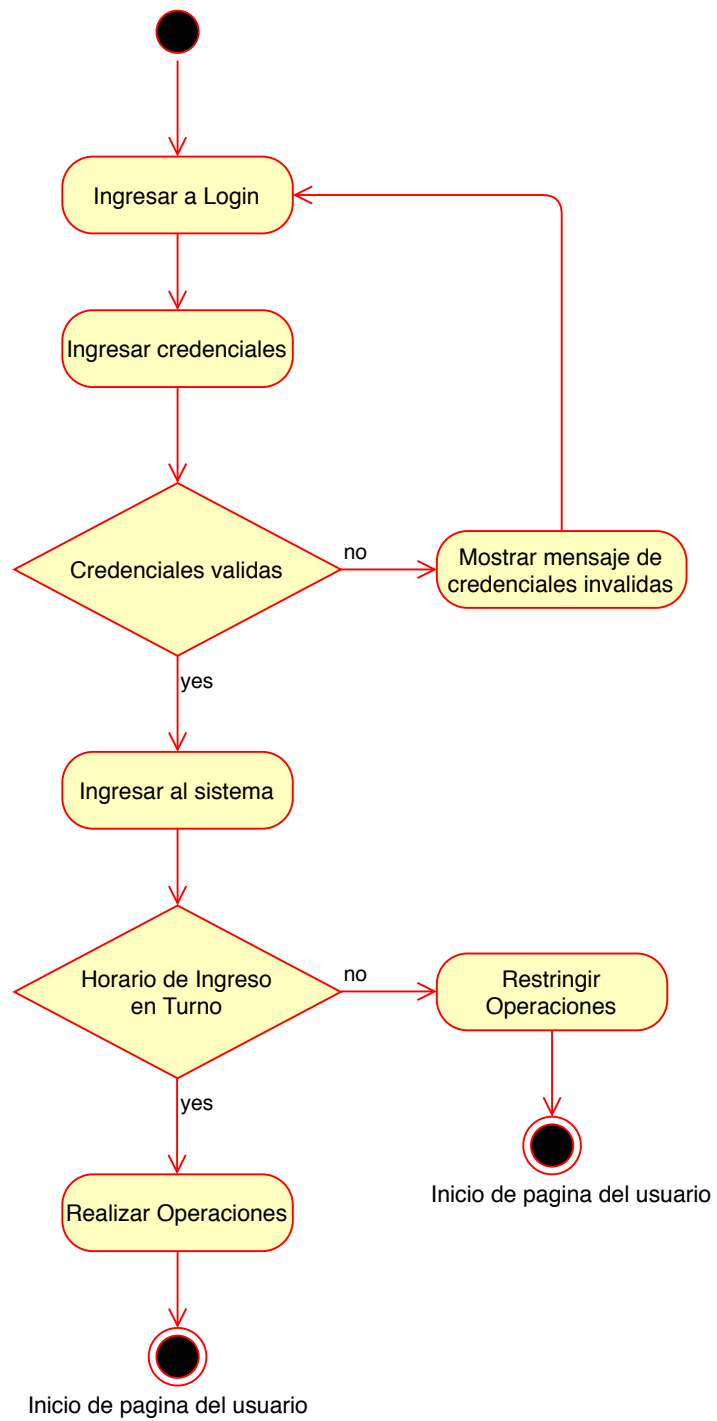 Ingresar a Login
Ingresar credenciales
Credenciales validas
no
Mostrar mensaje de
credenciales invalidas
yes
Ingresar al sistema
Horario de Ingreso
en Turno
no
Restringir
Operaciones
yes
Inicio de pagina del usuario
Realizar Operaciones
Inicio de pagina del usuario